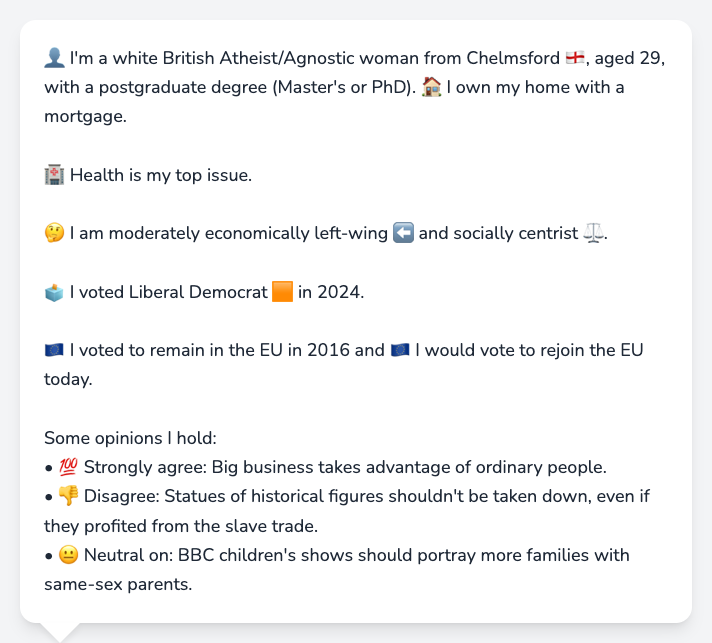 👤 I'm a white British Atheist/Agnostic woman from Chelmsford 🏴󠁧󠁢󠁥󠁮󠁧󠁿, aged 29,
with a postgraduate degree (Master's or PhD). 🏠 I own my home with a
mortgage.
🏥 Health is my top issue.
🤔 I am moderately economically left-wing ⬅️ and socially centrist ⚖️.
🗳️ I voted Liberal Democrat 🟧 in 2024.
🇪🇺 I voted to remain in the EU in 2016 and 🇪🇺 I would vote to rejoin the EU
today.
Some opinions I hold:
• 💯 Strongly agree: Big business takes advantage of ordinary people.
• 👎 Disagree: Statues of historical figures shouldn't be taken down, even if
they profited from the slave trade.
• 😐 Neutral on: BBC children's shows should portray more families with
same-sex parents.